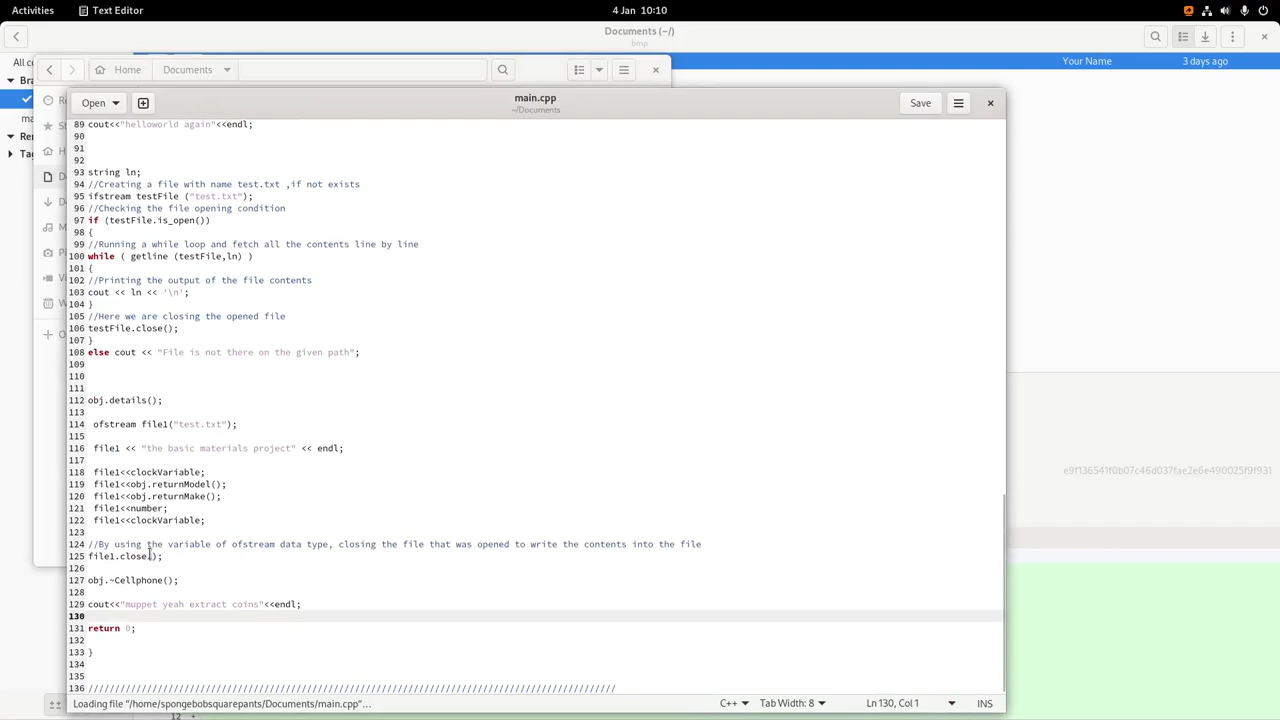 Activities
Text Editor
4 Jan 10:10
Documents (~/)
bmp
All c
Your Name
3 days ago
Bra
Home
Documents
Open
main.cpp
~/Documents
Save
Re
Tag
89 cout<<"helloworld again"<<endl;
90
91
92
93 string ln;
94 //Creating a file with name test.txt ,if not exists
95 ifstream testFile ("test.txt");
96 //Checking the file opening condition
97 if (testFile.is_open())
98 {
99 //Running a while loop and fetch all the contents line by line
100 while ( getline (testFile,ln) )
101 {
102 //Printing the output of the file contents
103 cout << ln << '\n';
104 }
105 //Here we are closing the opened file
106 testFile.close();
107 }
108 else cout << "File is not there on the given path";
109
110
111
112 obj.details();
113
114 ofstream file1("test.txt");
115
116 file1 << "the basic materials project" << endl;
117
118 file1<<clockVariable;
119 file1<<obj.returnModel();
120 file1<<obj.returnMake();
121 file1<<number;
122 file1<<clockVariable;
123
124 //By using the variable of ofstream data type, closing the file that was opened to write the contents into the file
125 file1.close();
126
127 obj.~Cellphone();
128
129 cout<<"muppet yeah extract coins"<<endl;
130
131 return 0;
132
133 }
134
135
136 ////////////////////////////////////////////////////////////////////////////////////////////////////
e9f136541f0b07c46d037fae2e6e490025f9f931
Loading file "/home/spongebobsquarepants/Documents/main.cpp"...
C++
Tab Width: 8
Ln 130, Col 1
INS
12